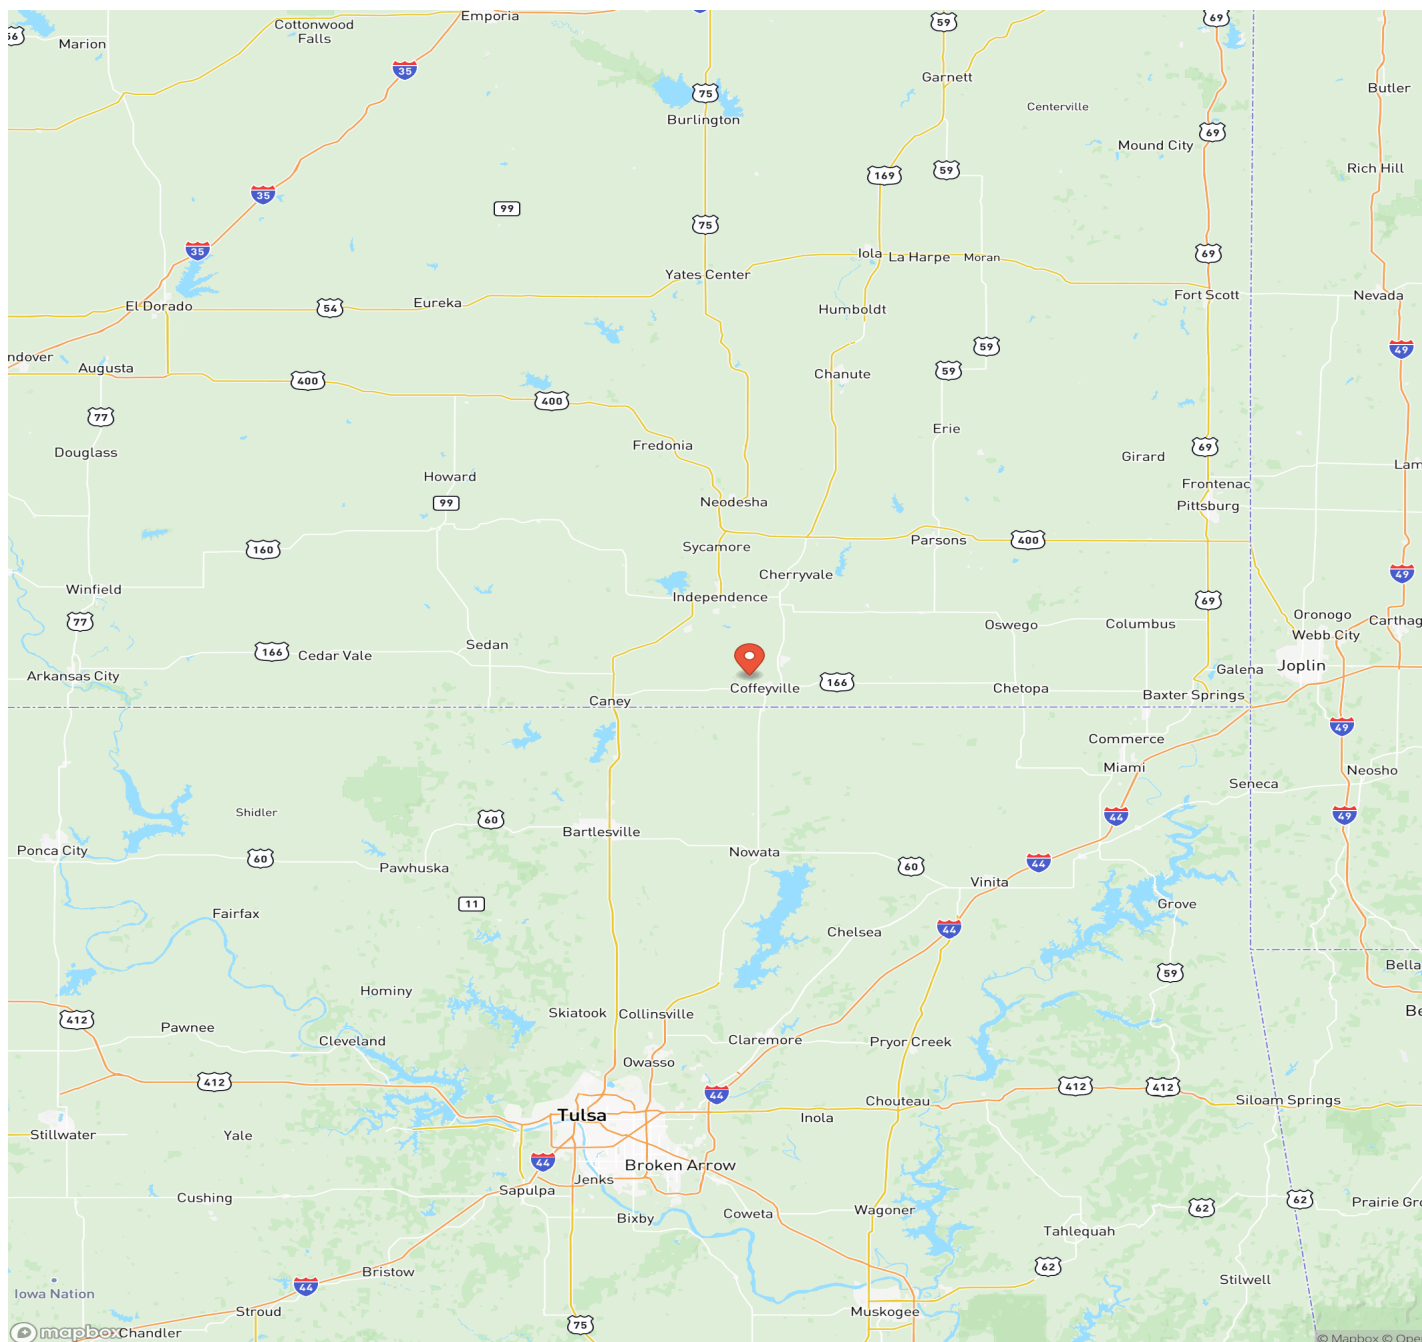 Emporia
Cottonwood
Falls
59
69
56
Marion
35
Garnett
75
Burlington
Butler
Centerville
69
Mound City
Rich Hill
169
59
35
99
75
35
Iola
La Harpe
Moran
69
Yates Center
El Dorado
54
Eureka
Humboldt
Fort Scott
Nevada
59
49
ndover
Augusta
400
59
Chanute
400
77
Erie
Fredonia
69
Douglass
Girard
Lam
Howard
Frontenac
99
Neodesha
Pittsburg
160
Sycamore
Parsons
400
Cherryvale
49
Winfield
Independence
69
77
Oswego
Columbus
Oronogo
Carthag
Webb City
Sedan
166
Cedar Vale
Joplin
Galena
Arkansas City
Coffeyville
166
Chetopa
Baxter Springs
Caney
49
Commerce
Miami
Neosho
Seneca
Shidler
60
44
49
Bartlesville
Ponca City
60
Pawhuska
Nowata
60
44
Vinita
11
Grove
Fairfax
Chelsea
44
Bella
59
Hominy
Skiatook
Collinsville
Be
412
Pawnee
Cleveland
Claremore
Pryor Creek
Owasso
412
44
412
412
Chouteau
Siloam Springs
Tulsa
Inola
Stillwater
Yale
44
Broken Arrow
Jenks
Sapulpa
Cushing
62
62
Prairie Gro
Bixby
Coweta
Wagoner
Tahlequah
62
Bristow
Stilwell
44
Iowa Nation
Stroud
Muskogee
75
mapbox
Chandler
© Mapbox © Ope